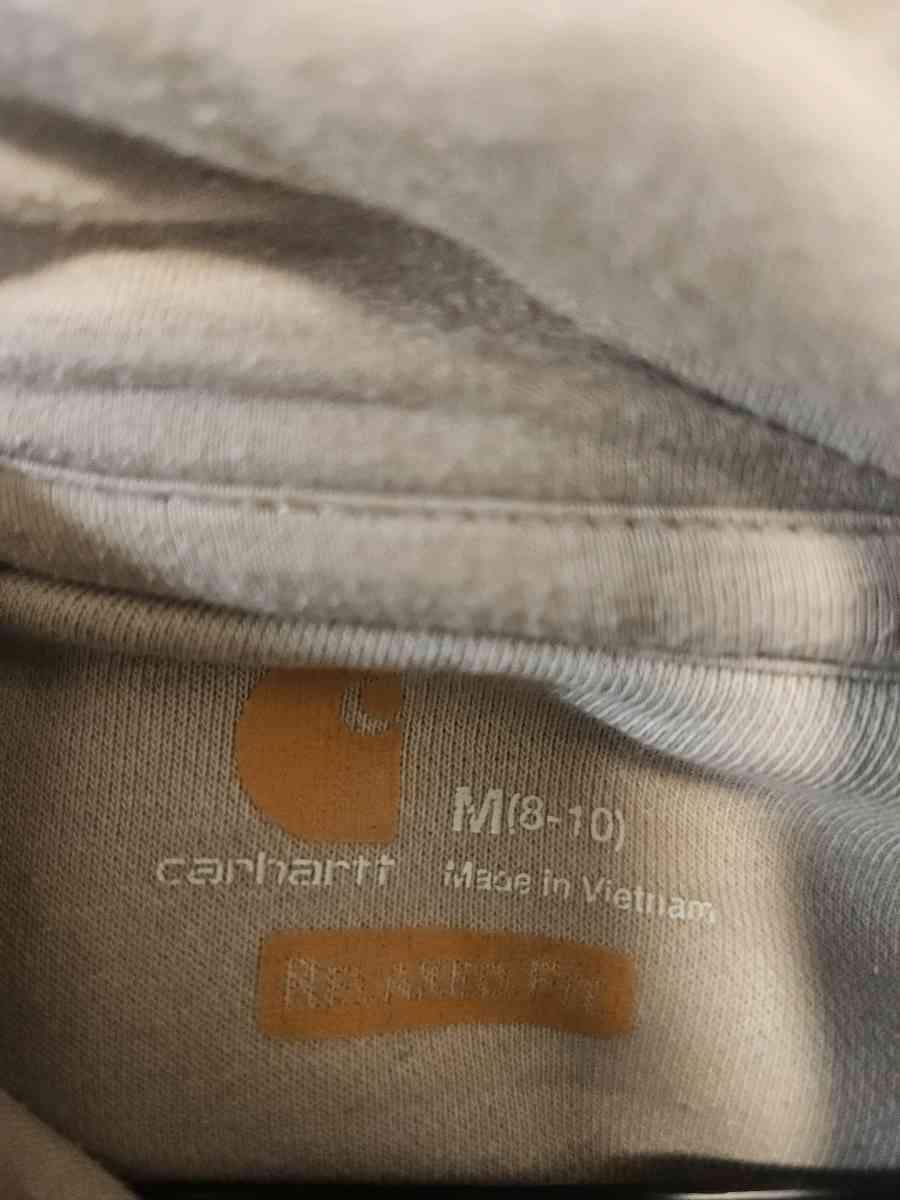 M(8-10)
carhartt
Made in Vietnam
RELAXED FIT